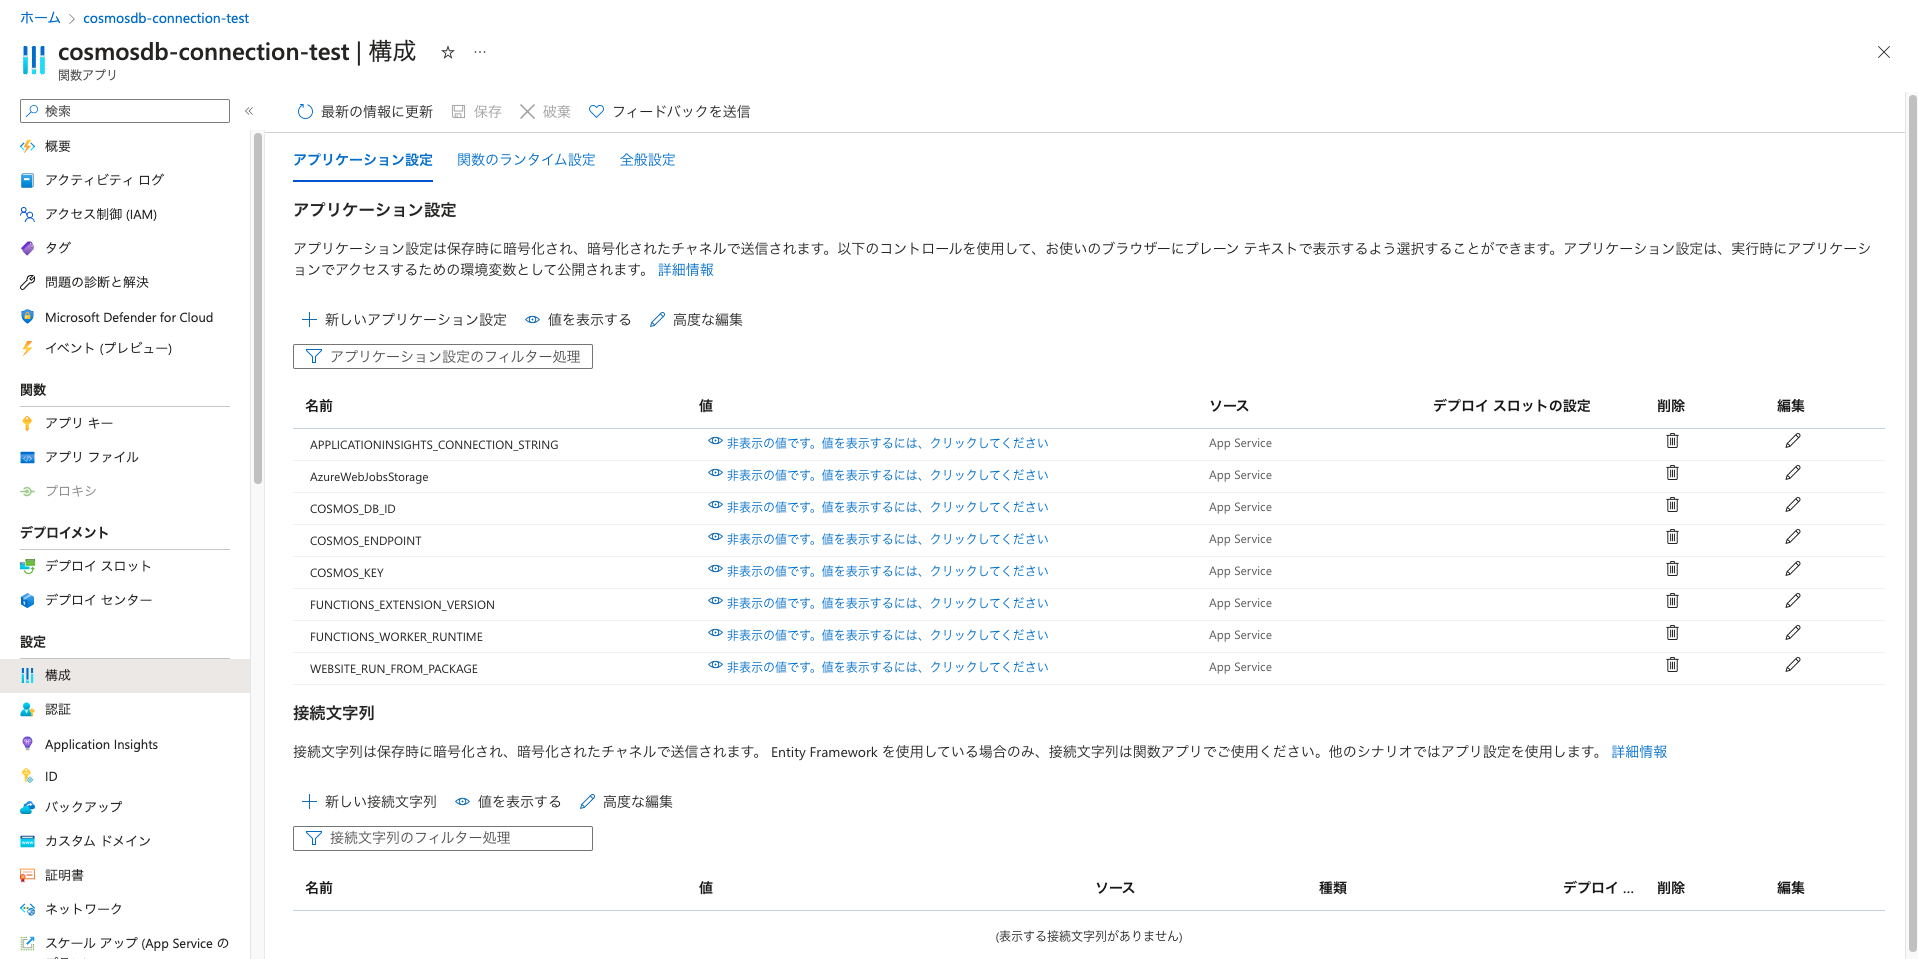 ホーム > cosmosdb-connection-test
cosmosdb-connection-test | 構成
関数アプリ
検索
概要
アクティビティ ログ
アクセス制御 (IAM)
タグ
問題の診断と解決
Microsoft Defender for Cloud
イベント (プレビュー)
関数
アプリ キー
アプリ ファイル
プロキシ
デプロイメント
デプロイ スロット
デプロイ センター
設定
構成
認証
Application Insights
ID
バックアップ
カスタム ドメイン
証明書
ネットワーク
スケール アップ (App Service の
最新の情報に更新 保存 破棄 フィードバックを送信
アプリケーション設定 関数のランタイム設定 全般設定
アプリケーション設定
アプリケーション設定は保存時に暗号化され、暗号化されたチャネルで送信されます。以下のコントロールを使用して、お使いのブラウザーにプレーン テキストで表示するよう選択することができます。アプリケーション設定は、実行時にアプリケーシ
ョンでアクセスするための環境変数として公開されます。 詳細情報
新しいアプリケーション設定 値を表示する 高度な編集
アプリケーション設定のフィルター処理
名前 値 ソース デプロイ スロットの設定 削除 編集
APPLICATIONINSIGHTS_CONNECTION_STRING 非表示の値です。値を表示するには、クリックしてください App Service
AzureWebJobsStorage 非表示の値です。値を表示するには、クリックしてください App Service
COSMOS_DB_ID 非表示の値です。値を表示するには、クリックしてください App Service
COSMOS_ENDPOINT 非表示の値です。値を表示するには、クリックしてください App Service
COSMOS_KEY 非表示の値です。値を表示するには、クリックしてください App Service
FUNCTIONS_EXTENSION_VERSION 非表示の値です。値を表示するには、クリックしてください App Service
FUNCTIONS_WORKER_RUNTIME 非表示の値です。値を表示するには、クリックしてください App Service
WEBSITE_RUN_FROM_PACKAGE 非表示の値です。値を表示するには、クリックしてください App Service
接続文字列
接続文字列は保存時に暗号化され、暗号化されたチャネルで送信されます。 Entity Framework を使用している場合のみ、接続文字列は関数アプリでご使用ください。他のシナリオではアプリ設定を使用します。 詳細情報
新しい接続文字列 値を表示する 高度な編集
接続文字列のフィルター処理
名前 値 ソース 種類 デプロイ ... 削除 編集
(表示する接続文字列がありません)